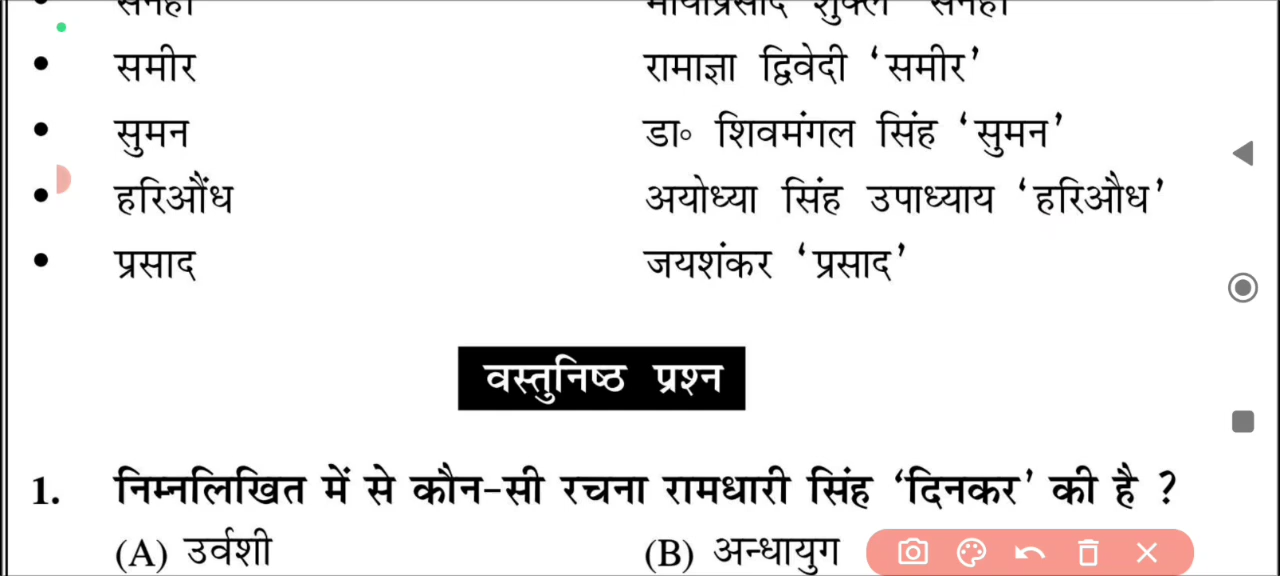 • समीर रामाज्ञा द्विवेदी ‘समीर’
• सुमन डा॰ शिवमंगल सिंह ‘सुमन’
• हरिऔंध अयोध्या सिंह उपाध्याय ‘हरिऔध’
• प्रसाद जयशंकर ‘प्रसाद’
वस्तुनिष्ठ प्रश्न
1. निम्नलिखित में से कौन-सी रचना रामधारी सिंह ‘दिनकर’ की है ?
(A) उर्वशी (B) अन्धायुग